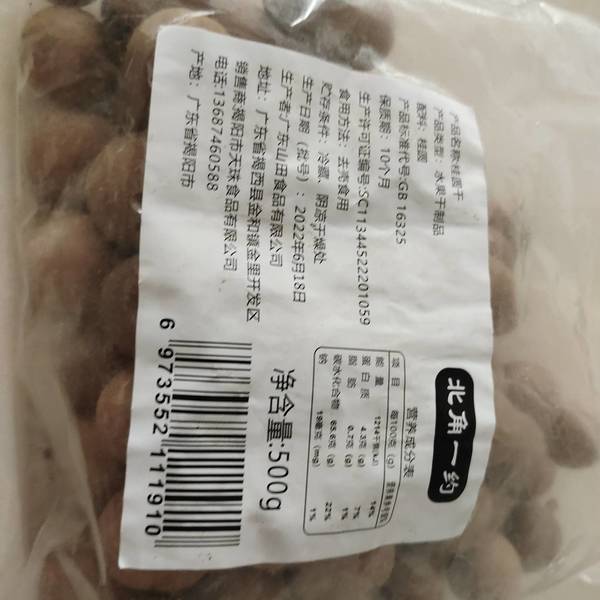 北角一约
产品名称:桂圆干
产品类型：水果干制品
配料：桂圆
产品标准代号:GB 16325
保质期：10个月
生产许可证编号:SC11344522201059
食用方法：去壳食用
贮存条件：冷藏、阴凉干燥处
生产日期（批号）：2022年6月18日
生产者:广东山田食品有限公司
地址：广东省揭西县金和镇金里开发区
销售商:揭阳市天珠食品有限公司
电话:13687460588
产地：广东省揭阳市
营养成分表
项目 每100克 (g) 营养素参考值%
能量 1214千焦(kJ) 14%
蛋白质 4.3克 (g) 7%
脂肪 0.7克 (g) 1%
碳水化合物 65.6克 (g) 22%
钠 19毫克 (mg) 1%
净含量:500g
6 973552 111910